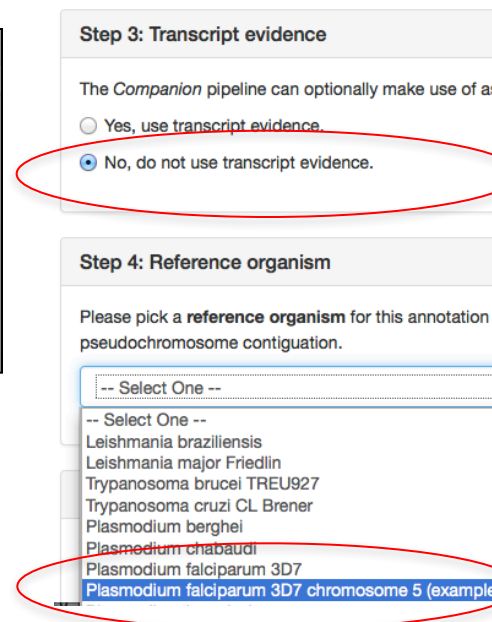 Step 3: Transcript evidence
The Companion pipeline can optionally make use of as
Yes, use transcript evidence.
No, do not use transcript evidence.
Step 4: Reference organism
Please pick a reference organism for this annotation
pseudochromosome contiguation.
-- Select One --
-- Select One --
Leishmania braziliensis
Leishmania major Friedlin
Trypanosoma brucei TREU927
Trypanosoma cruzi CL Brener
Plasmodium berghei
Plasmodium chabaudi
Plasmodium falciparum 3D7
Plasmodium falciparum 3D7 chromosome 5 (example